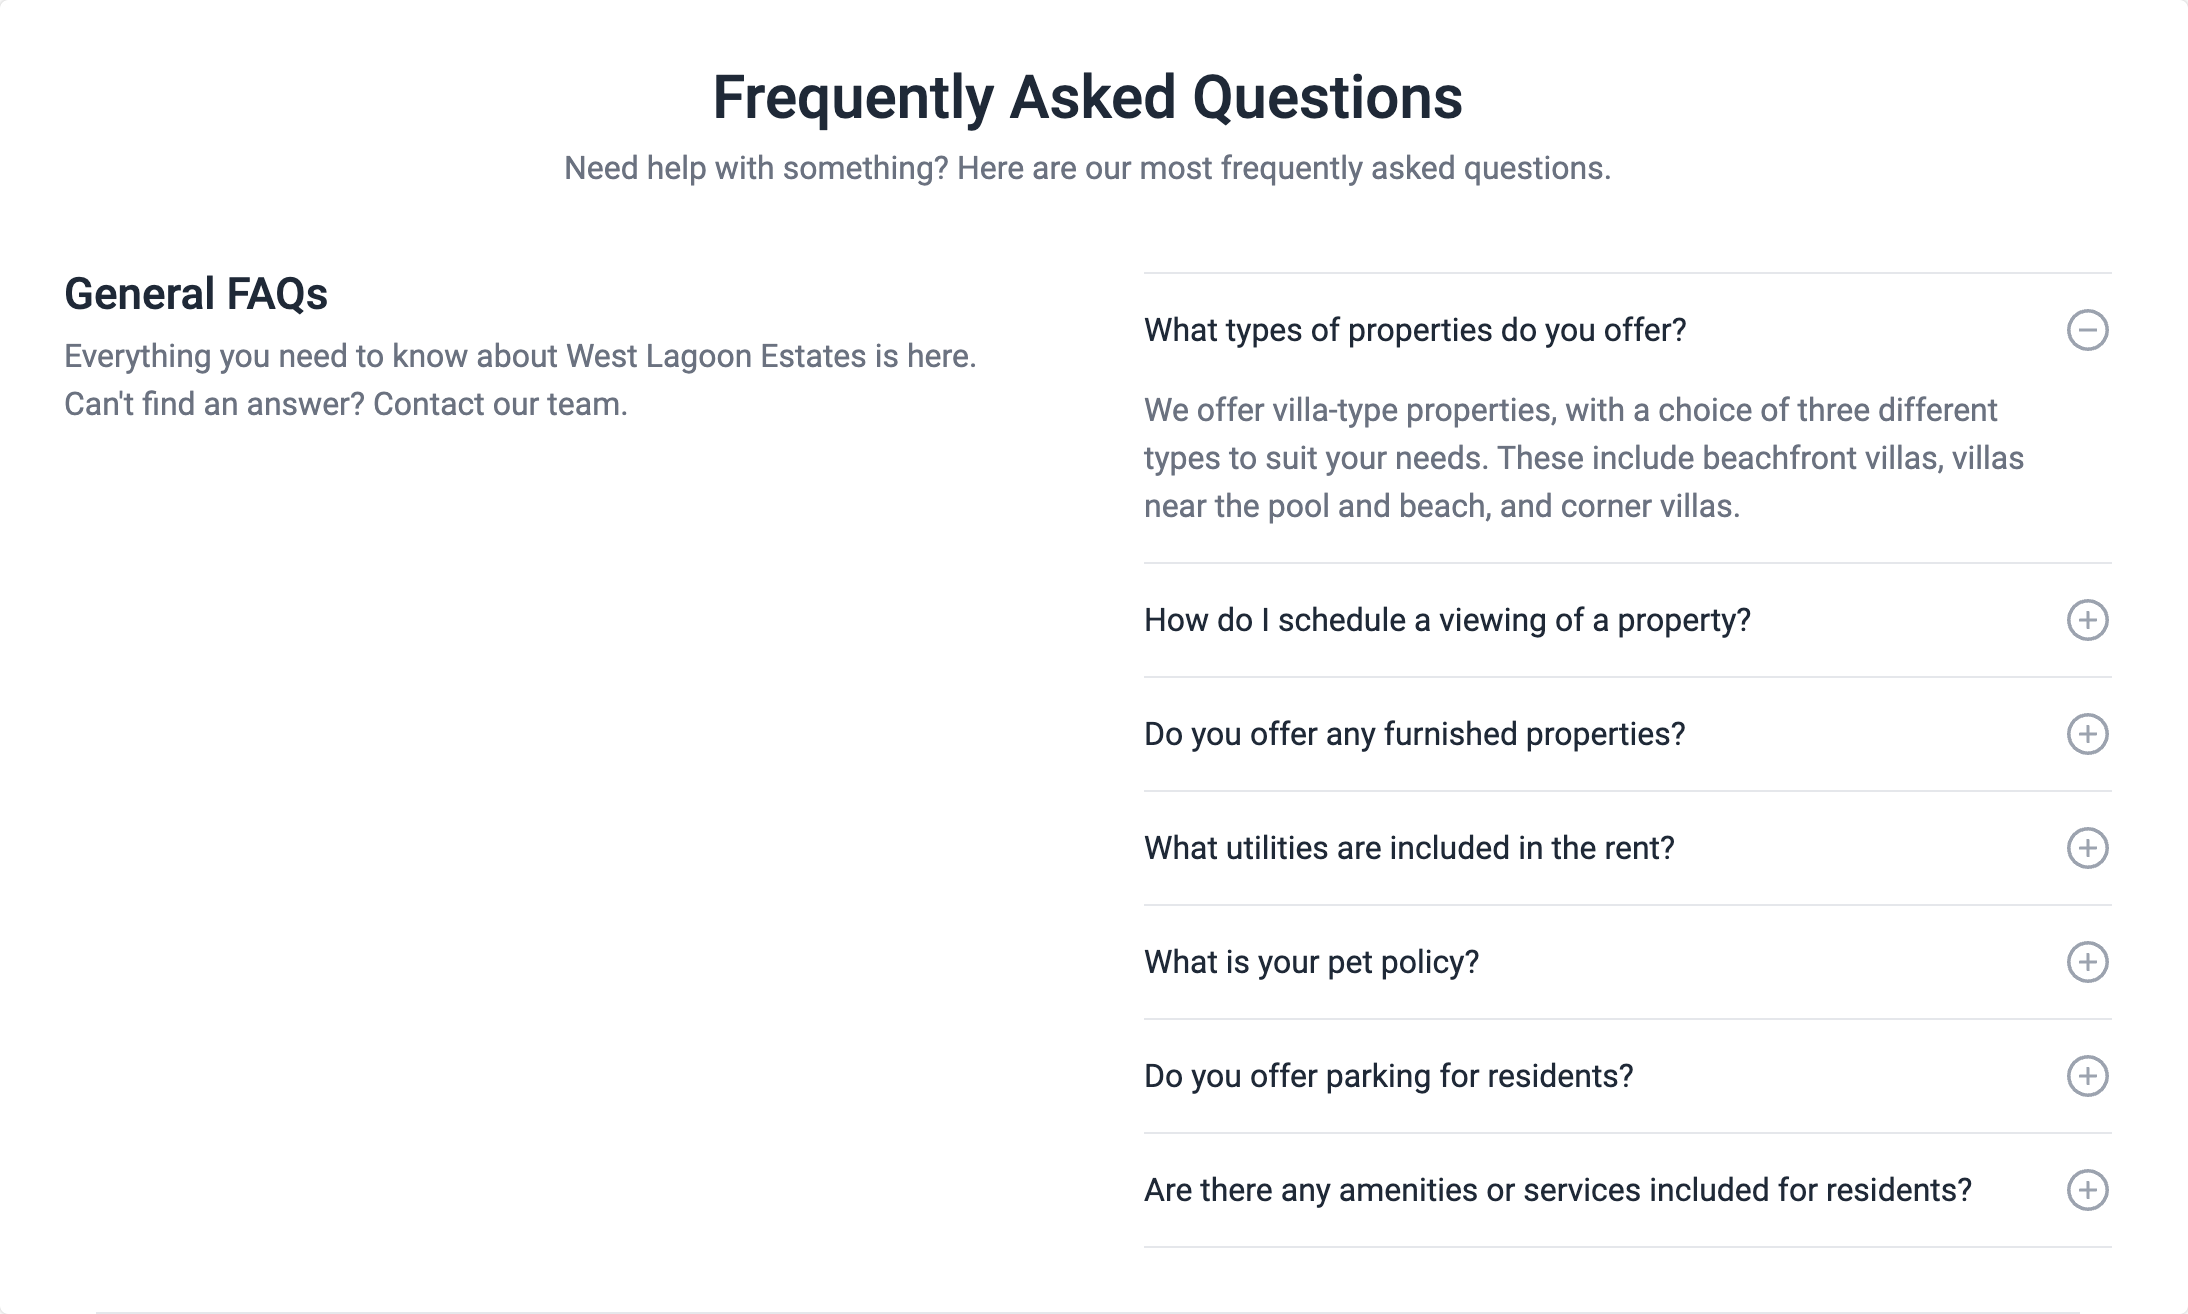 Frequently Asked Questions
Need help with something? Here are our most frequently asked questions.
General FAQs
Everything you need to know about West Lagoon Estates is here.
Can't find an answer? Contact our team.
What types of properties do you offer?
We offer villa-type properties, with a choice of three different
types to suit your needs. These include beachfront villas, villas
near the pool and beach, and corner villas.
How do I schedule a viewing of a property?
Do you offer any furnished properties?
What utilities are included in the rent?
What is your pet policy?
Do you offer parking for residents?
Are there any amenities or services included for residents?